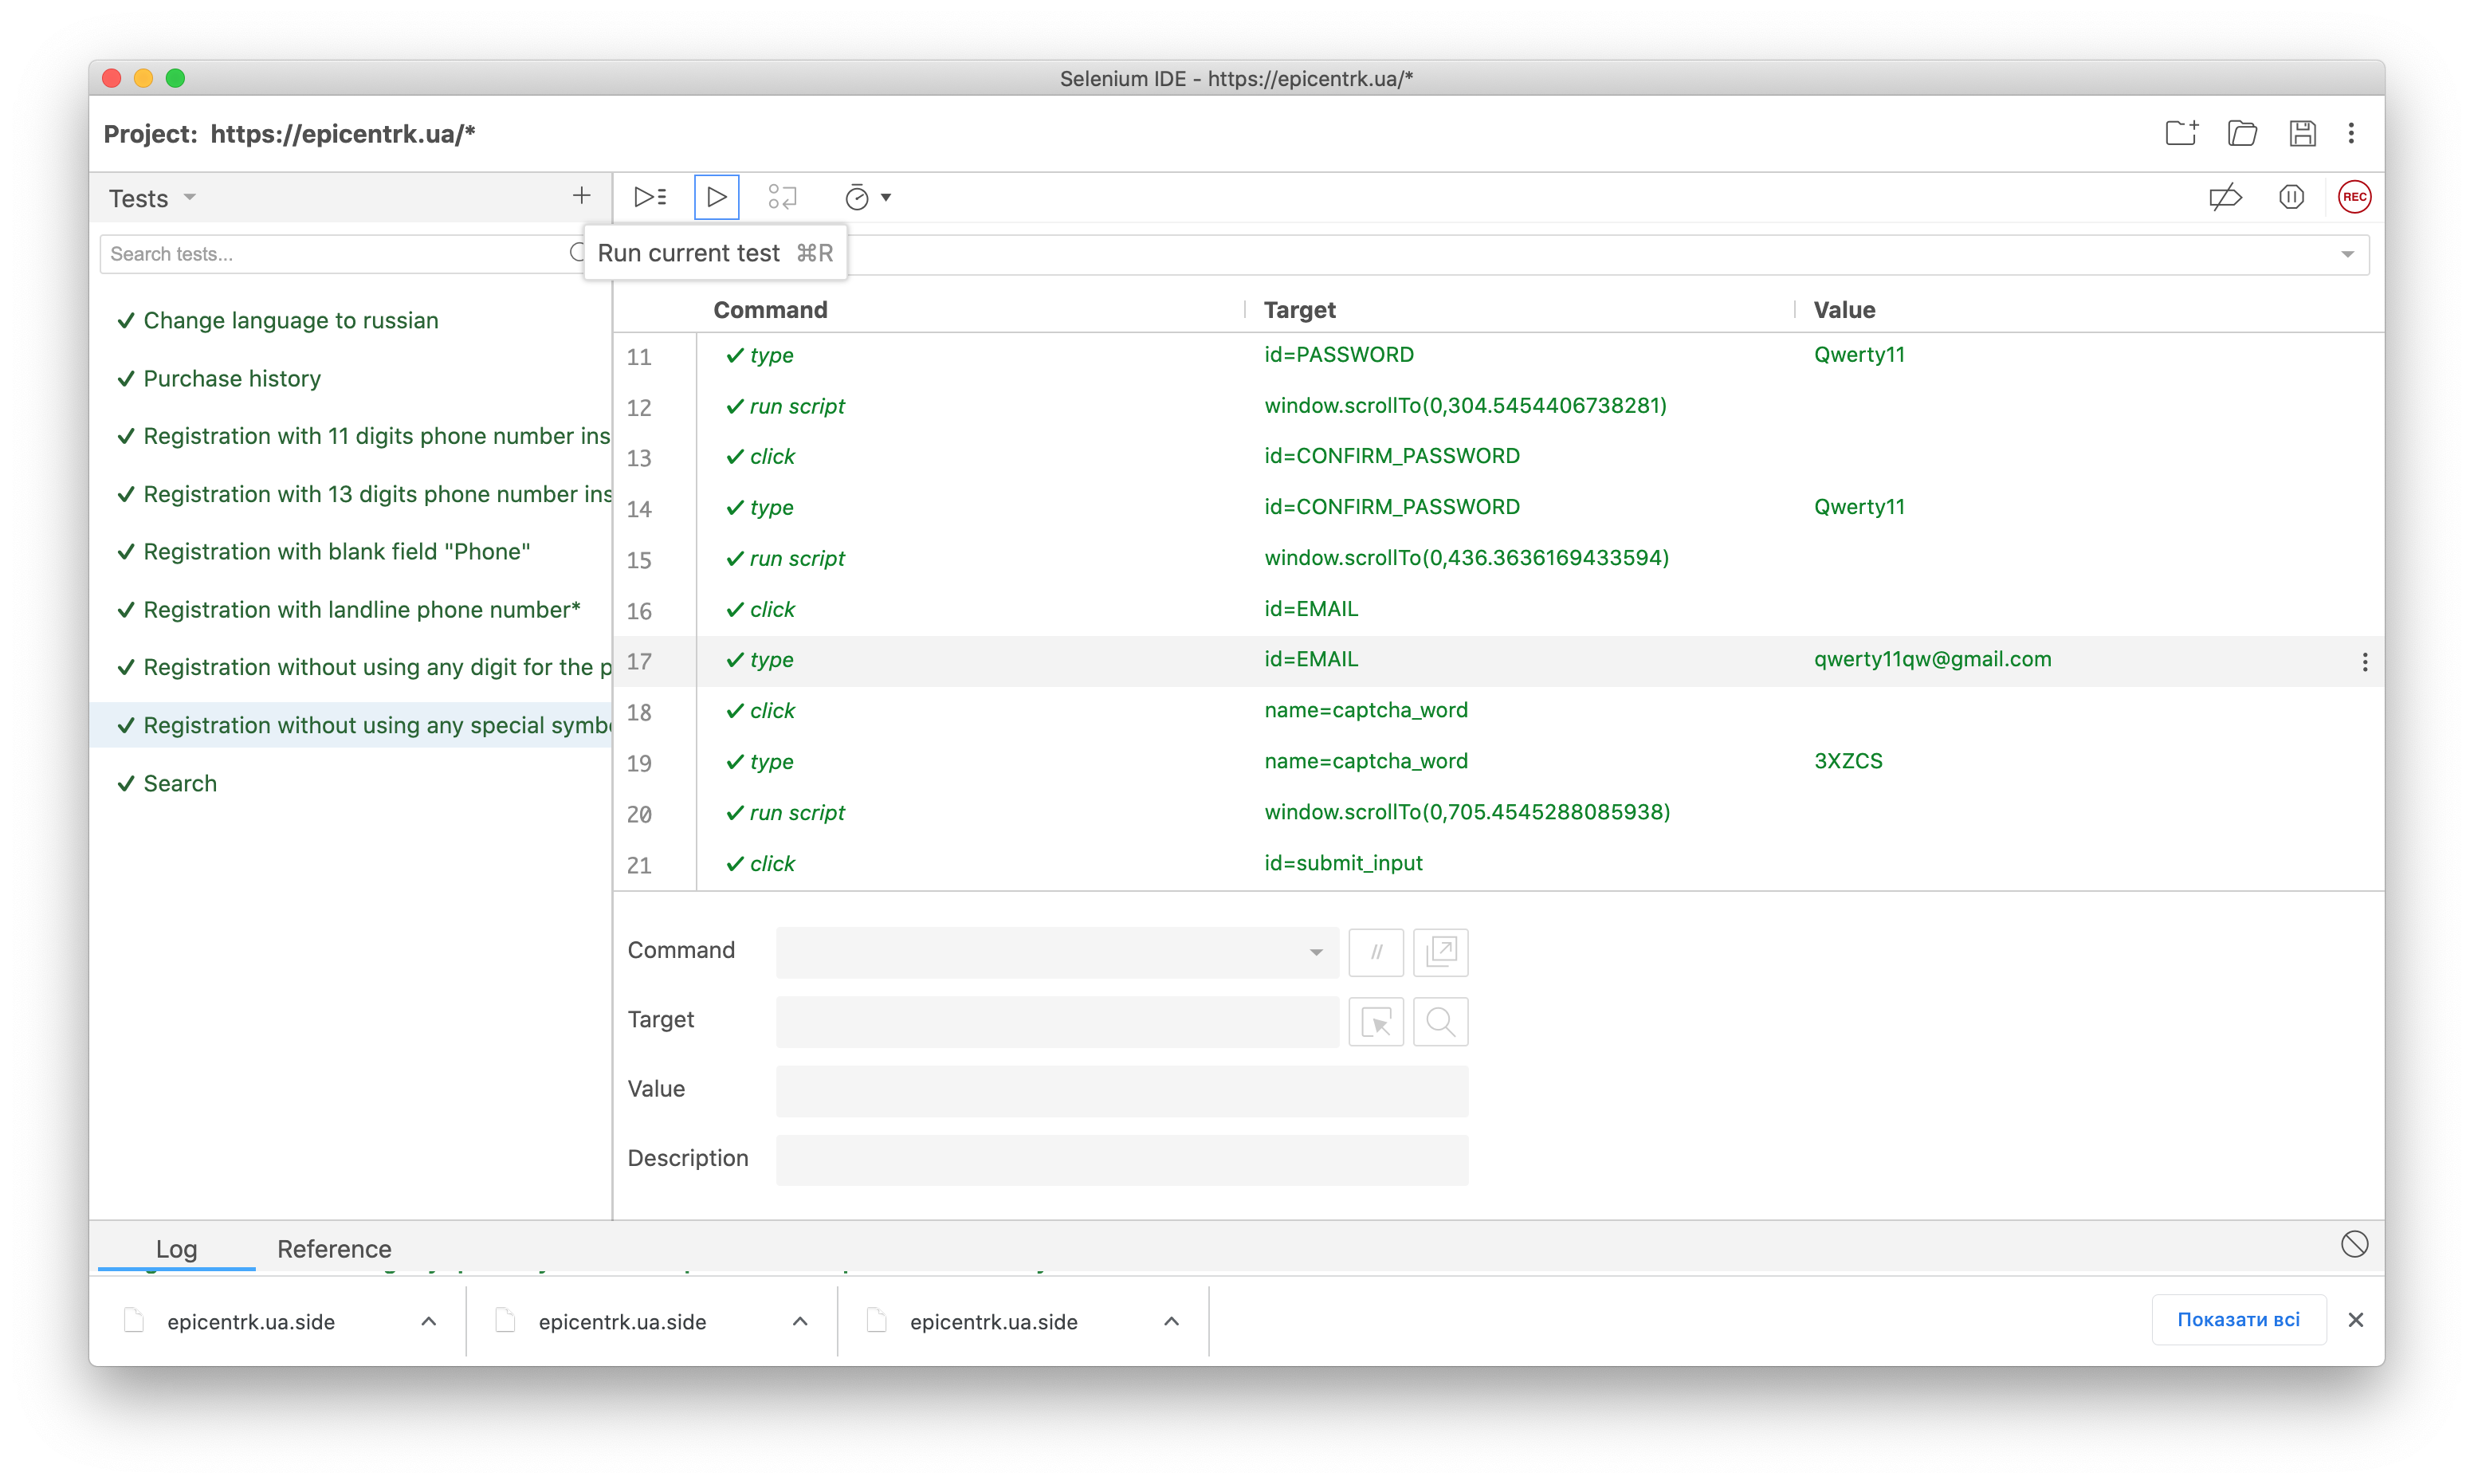 Selenium IDE - https://epicentrk.ua/*
Project: https://epicentrk.ua/*
Tests
Run current test ⌘R
REC
Search tests...
Change language to russian
Purchase history
Registration with 11 digits phone number ins
Registration with 13 digits phone number ins
Registration with blank field "Phone"
Registration with landline phone number*
Registration without using any digit for the p
Registration without using any special symb
Search
Command Target Value
11 type id=PASSWORD Qwerty11
12 run script window.scrollTo(0,304.5454406738281)
13 click id=CONFIRM_PASSWORD
14 type id=CONFIRM_PASSWORD Qwerty11
15 run script window.scrollTo(0,436.3636169433594)
16 click id=EMAIL
17 type id=EMAIL qwerty11qw@gmail.com
18 click name=captcha_word
19 type name=captcha_word 3XZCS
20 run script window.scrollTo(0,705.4545288085938)
21 click id=submit_input
Command //
Target
Value
Description
Log Reference
epicentrk.ua.side epicentrk.ua.side epicentrk.ua.side Показати всі